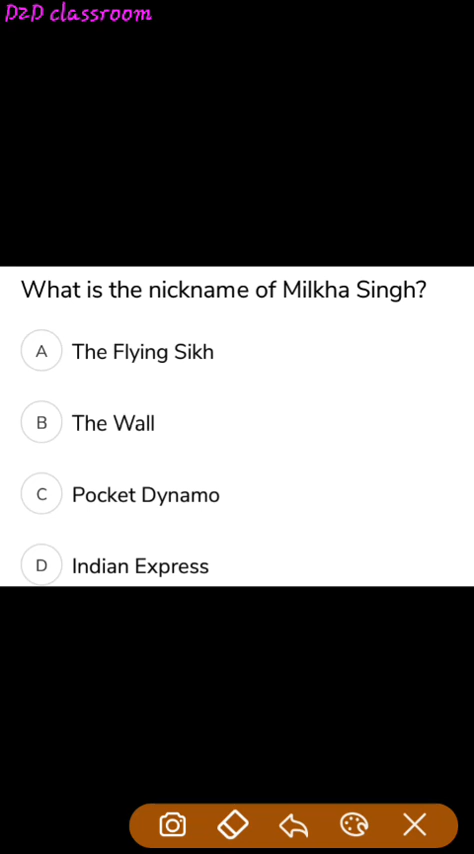 D2D classroom
What is the nickname of Milkha Singh?
A The Flying Sikh
B The Wall
C Pocket Dynamo
D Indian Express